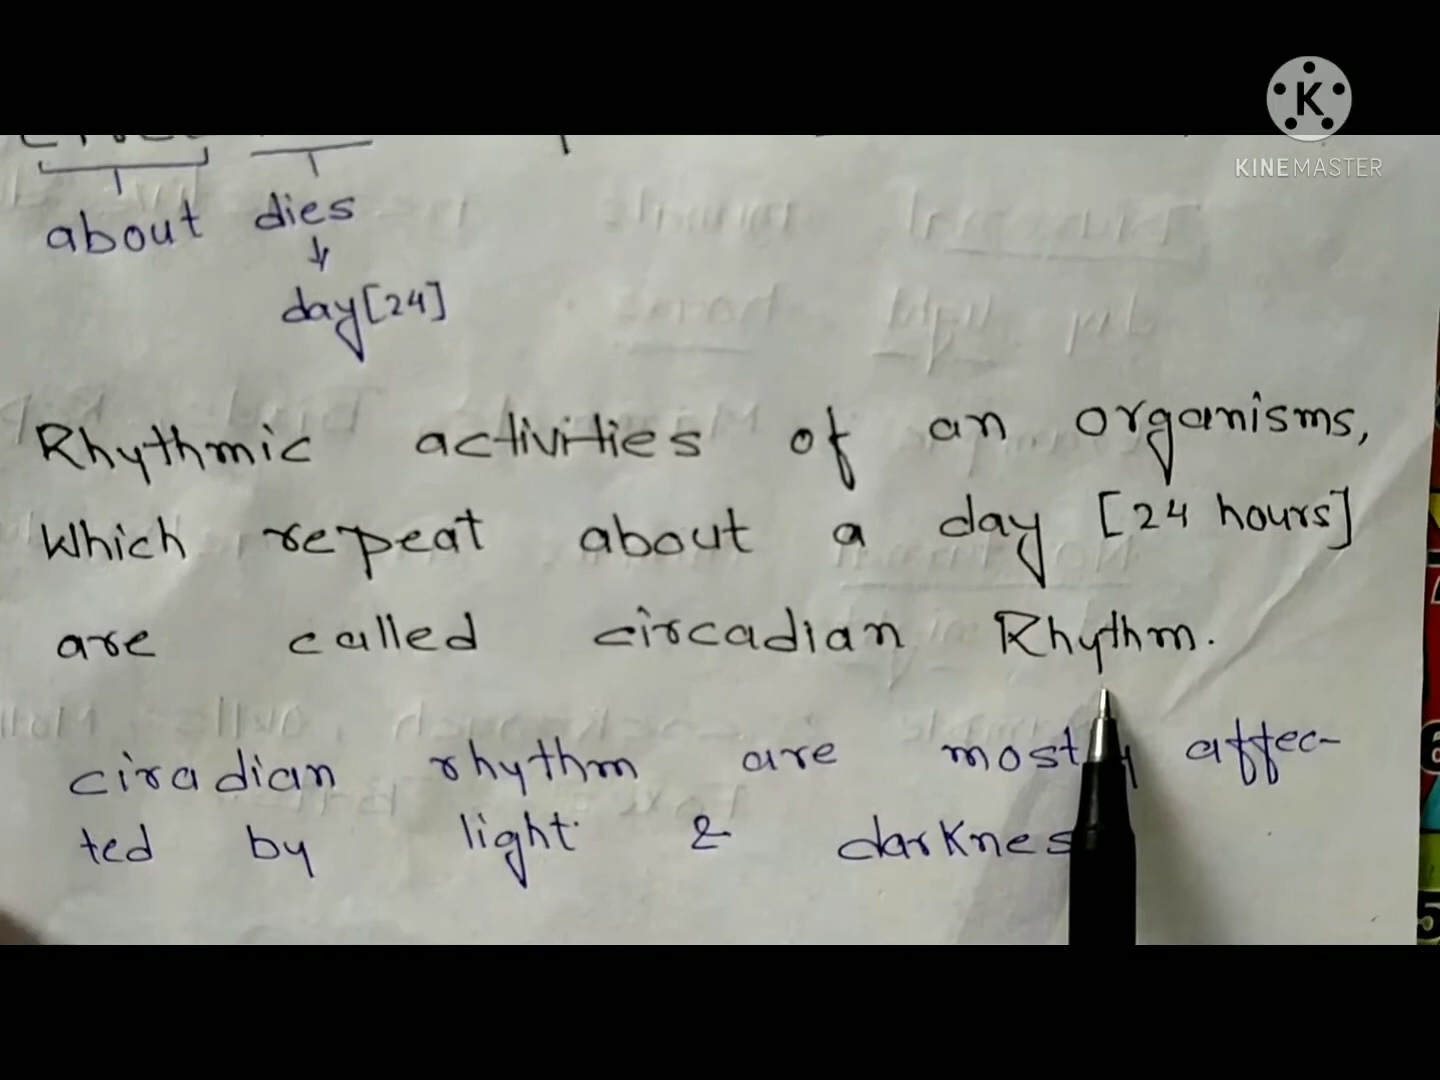 K
KINEMASTER
about dies
day[24]
Rhythmic activities of an organisms,
Which repeat about a day [24 hours]
are called circadian Rhythm.
ciradian rhythm are mostly affec-
ted by light & darknes